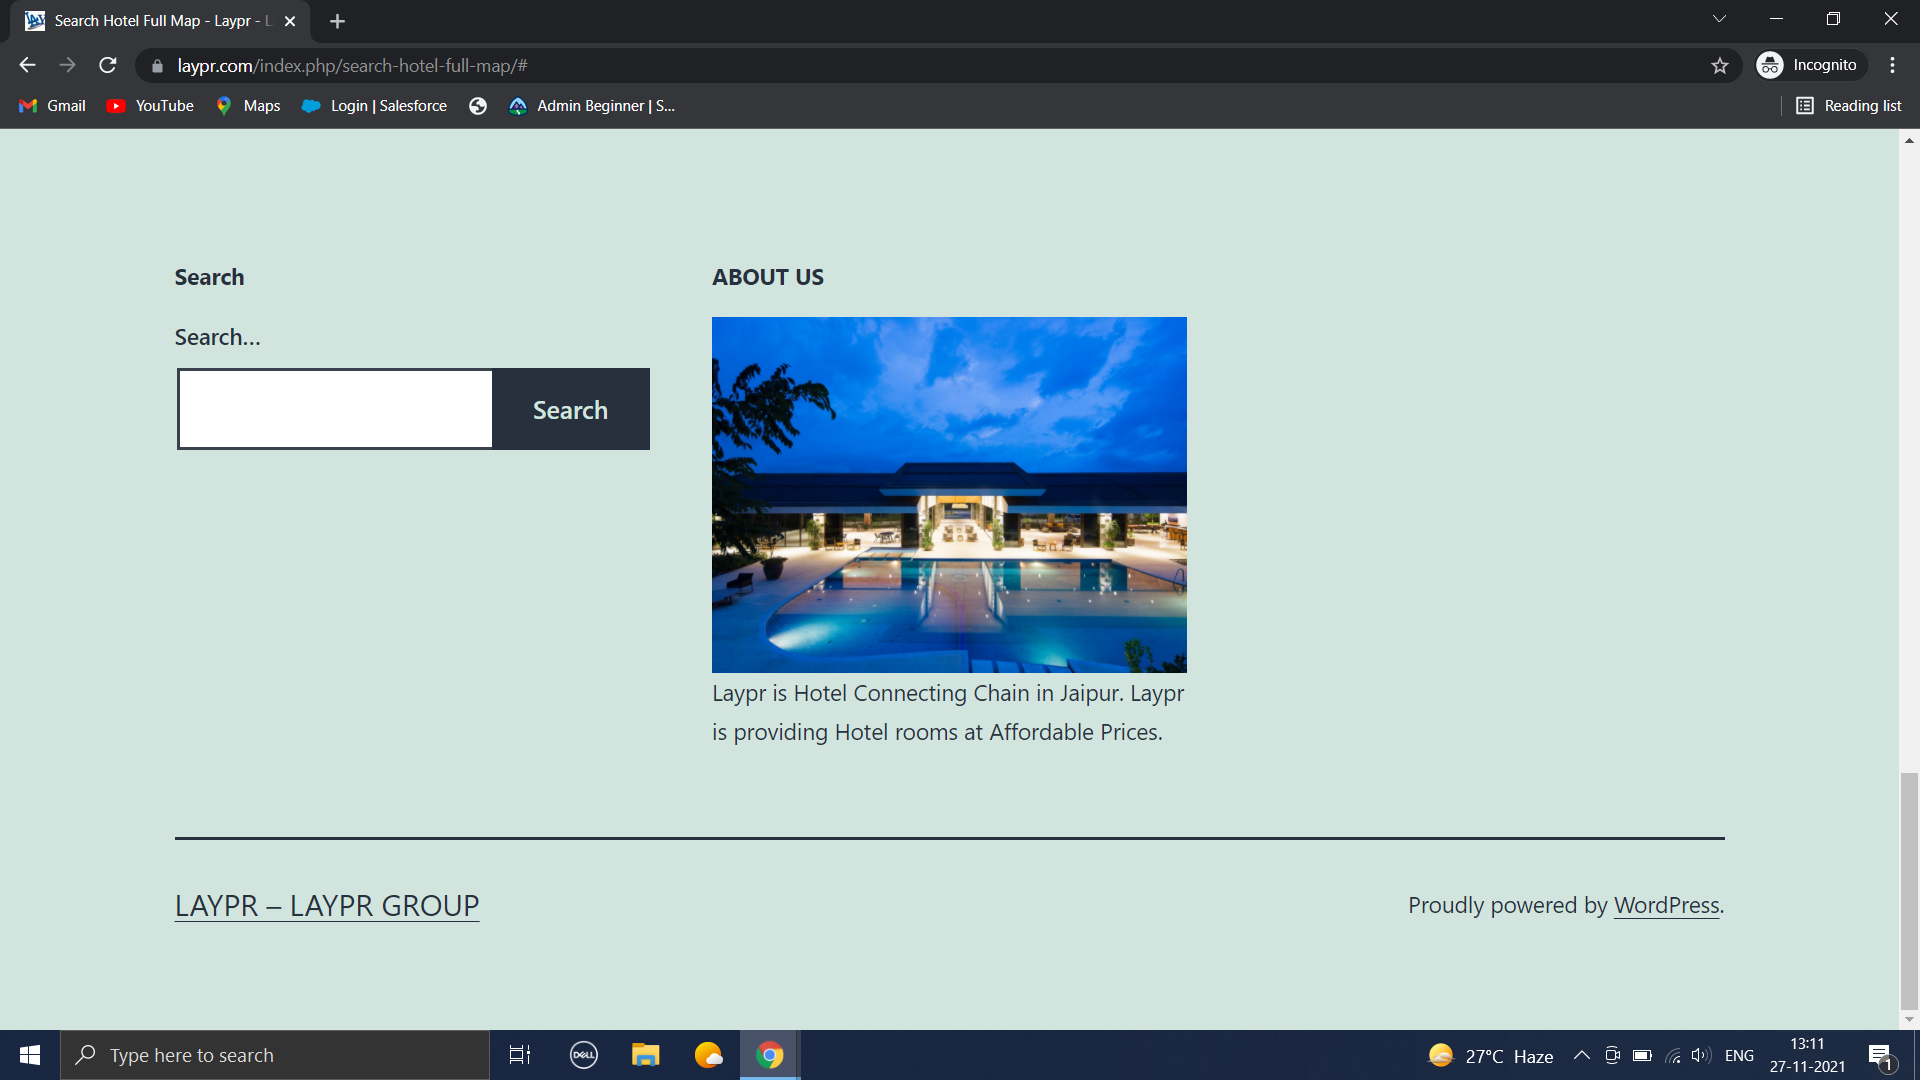 Search Hotel Full Map - Laypr - L
laypr.com/index.php/search-hotel-full-map/#
Incognito
Gmail
YouTube
Maps
Login | Salesforce
Admin Beginner | S...
Reading list
Search
Search...
Search
ABOUT US
Laypr is Hotel Connecting Chain in Jaipur. Laypr
is providing Hotel rooms at Affordable Prices.
LAYPR – LAYPR GROUP
Proudly powered by WordPress.
Type here to search
DELL
27°C Haze
ENG
13:11
27-11-2021
1